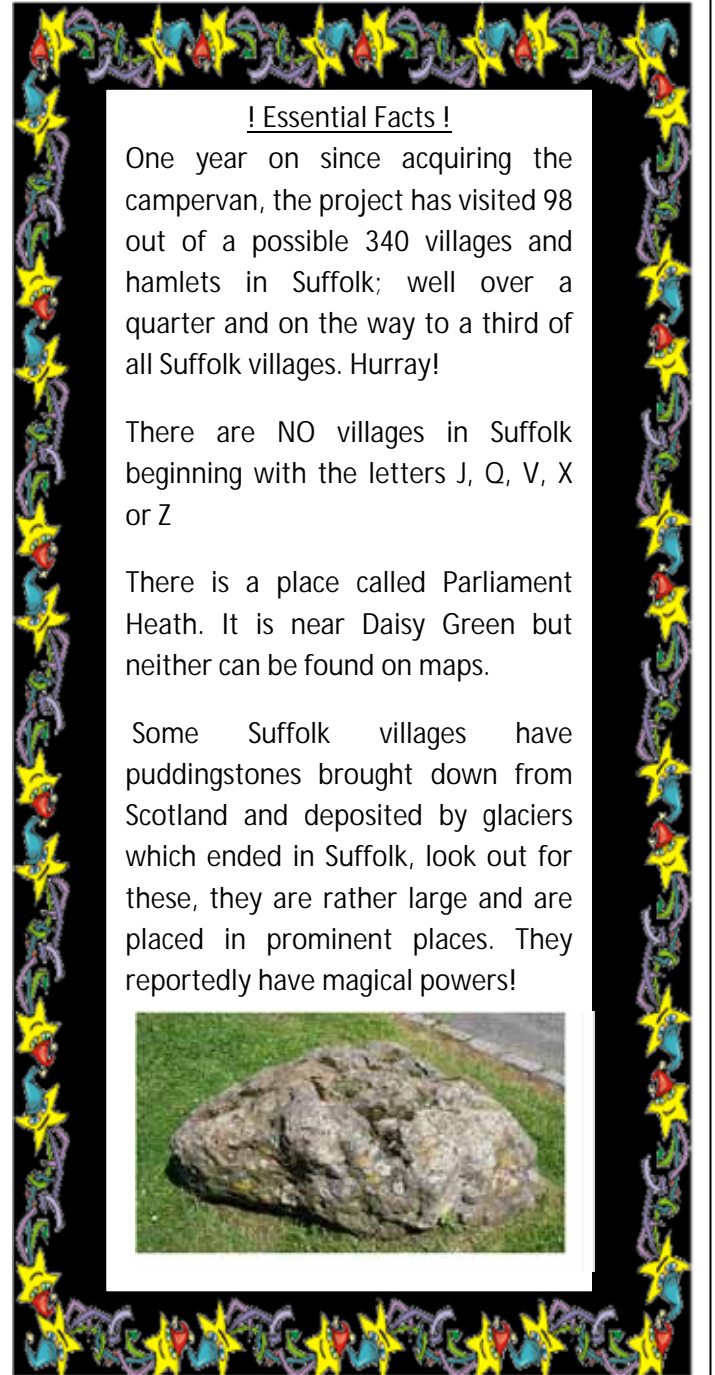 ! Essential Facts !
One year on since acquiring the
campervan, the project has visited 98
out of a possible 340 villages and
hamlets in Suffolk; well over a
quarter and on the way to a third of
all Suffolk villages. Hurray!
There are NO villages in Suffolk
beginning with the letters J, Q, V, X
or Z
There is a place called Parliament
Heath. It is near Daisy Green but
neither can be found on maps.
Some Suffolk villages have
puddingstones brought down from
Scotland and deposited by glaciers
which ended in Suffolk, look out for
these, they are rather large and are
placed in prominent places. They
reportedly have magical powers!